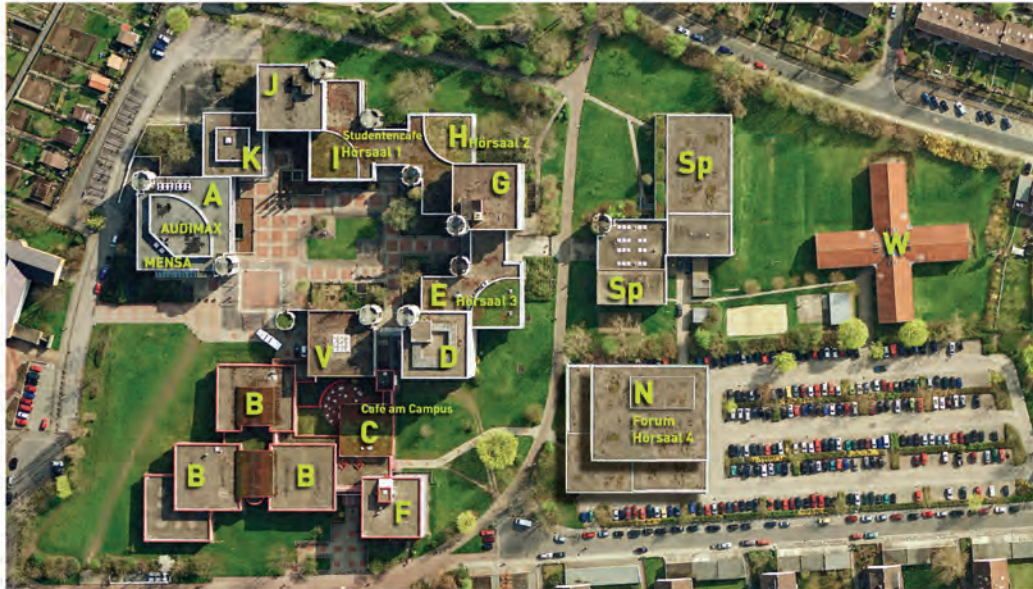 J
Studentencafe
Hörsaal 1
I
H
Hörsaal 2
K
G
Sp
A
AUDIMAX
MENSA
W
E
Hörsaal 3
Sp
V
D
B
Café am Campus
C
N
Forum
Hörsaal 4
B
B
F